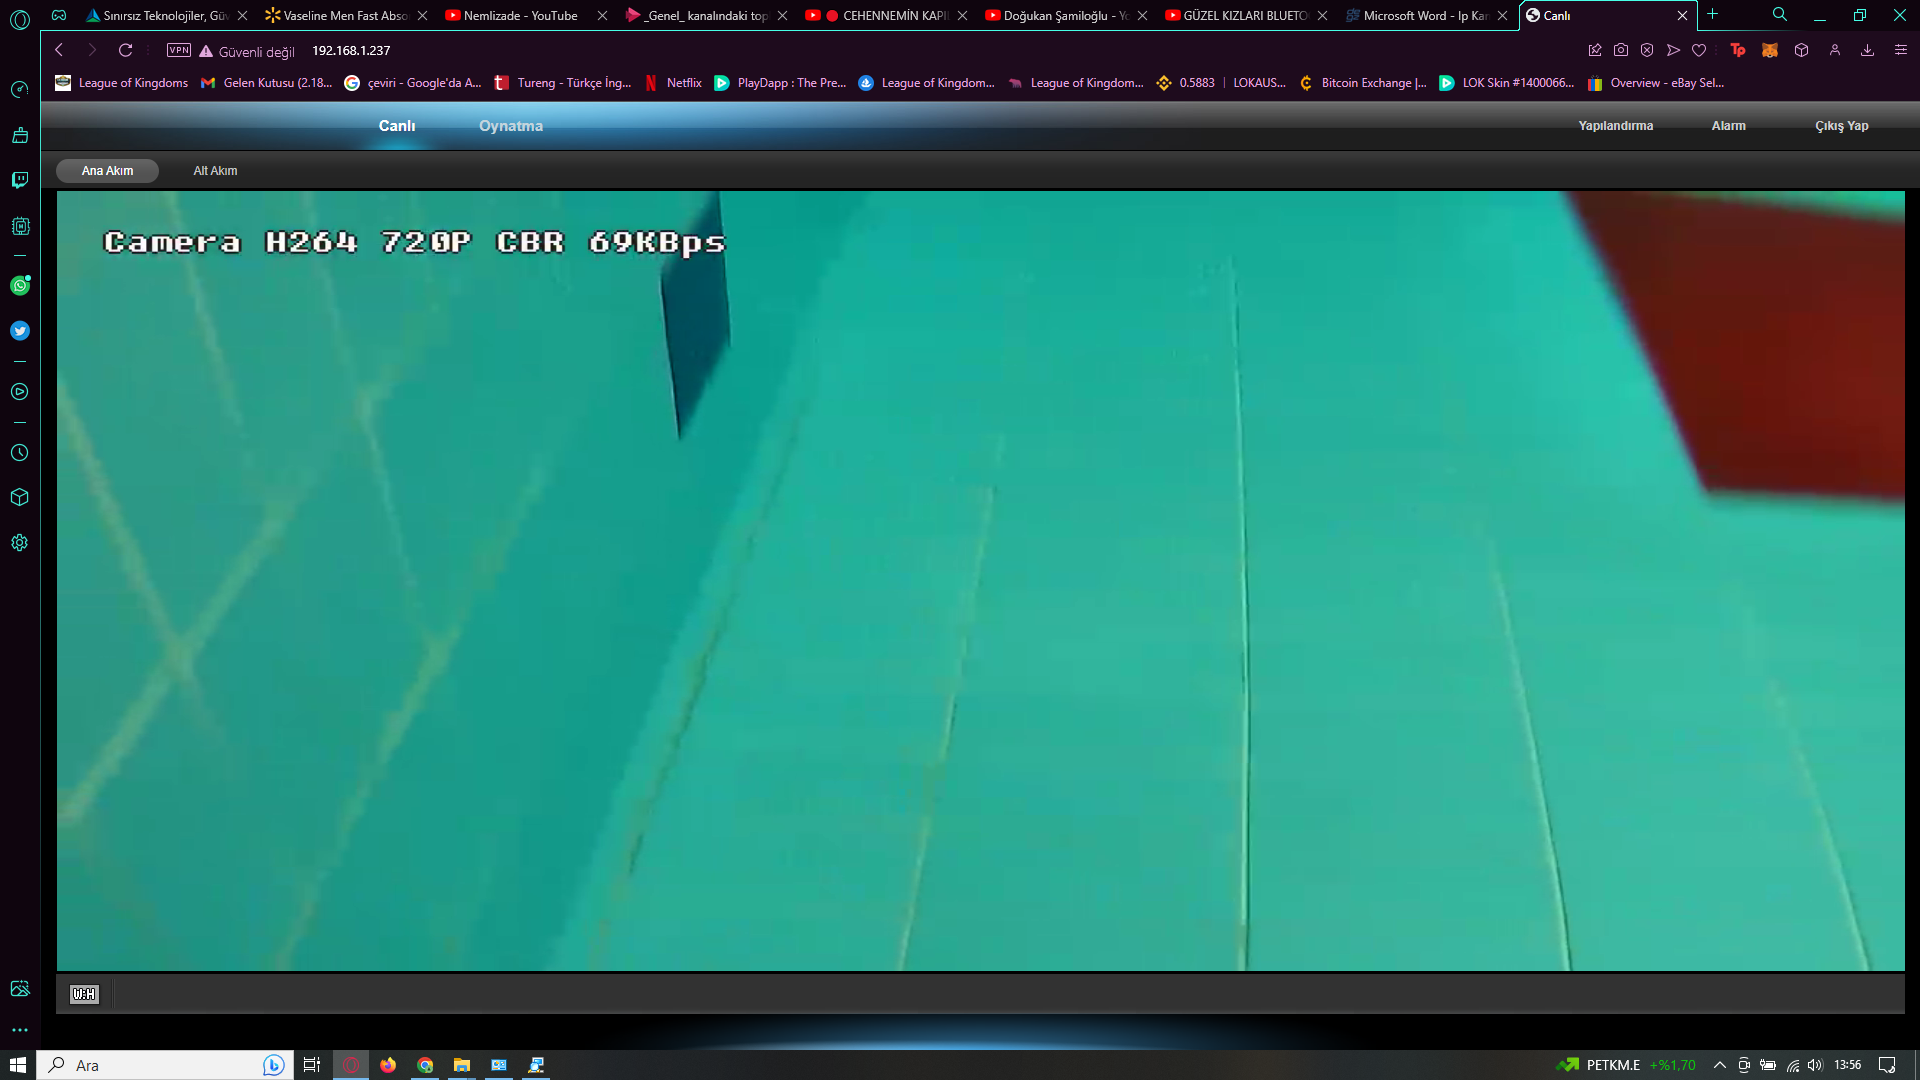 Sınırsız Teknolojiler, Gü
Vaseline Men Fast Abso
Nemlizade - YouTube
_Genel_ kanalındaki top
CEHENNEMİN KAPI
Doğukan Şamiloğlu - Yo
GÜZEL KIZLARI BLUETO
Microsoft Word - Ip Kar
Canlı
VPN
Güvenli değil
192.168.1.237
Tp
League of Kingdoms
Gelen Kutusu (2.18...
çeviri - Google'da A...
Tureng - Türkçe İng...
Netflix
PlayDapp : The Pre...
League of Kingdom...
League of Kingdom...
0.5883 | LOKAUS...
Bitcoin Exchange |...
LOK Skin #1400066...
Overview - eBay Sel...
Canlı
Oynatma
Yapılandırma
Alarm
Çıkış Yap
Ana Akım
Alt Akım
Camera H264 720P CBR 69KBps
W:H
Ara
PETKM.E +%1,70
13:56